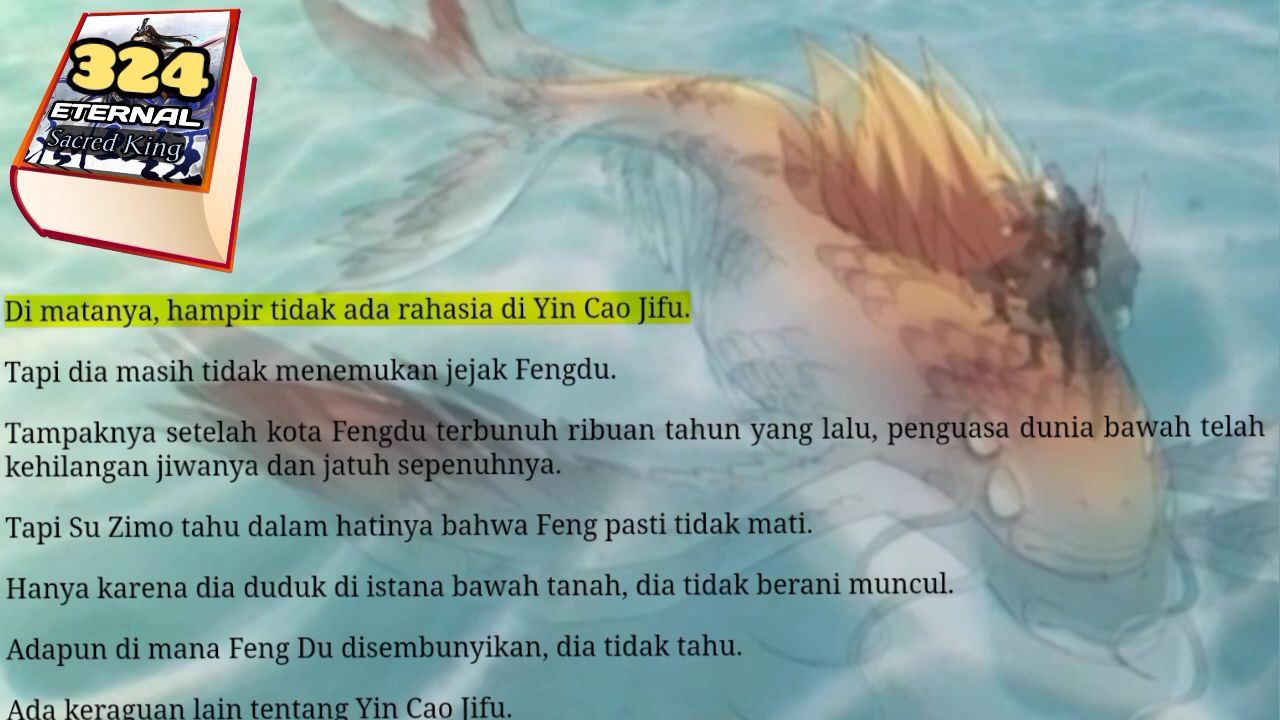 324
ETERNAL
Sacred King
Di matanya, hampir tidak ada rahasia di Yin Cao Jifu.
Tapi dia masih tidak menemukan jejak Fengdu.
Tampaknya setelah kota Fengdu terbunuh ribuan tahun yang lalu, penguasa dunia bawah telah
kehilangan jiwanya dan jatuh sepenuhnya.
Tapi Su Zimo tahu dalam hatinya bahwa Feng pasti tidak mati.
Hanya karena dia duduk di istana bawah tanah, dia tidak berani muncul.
Adapun di mana Feng Du disembunyikan, dia tidak tahu.
Ada keraguan lain tentang Yin Cao Jifu.